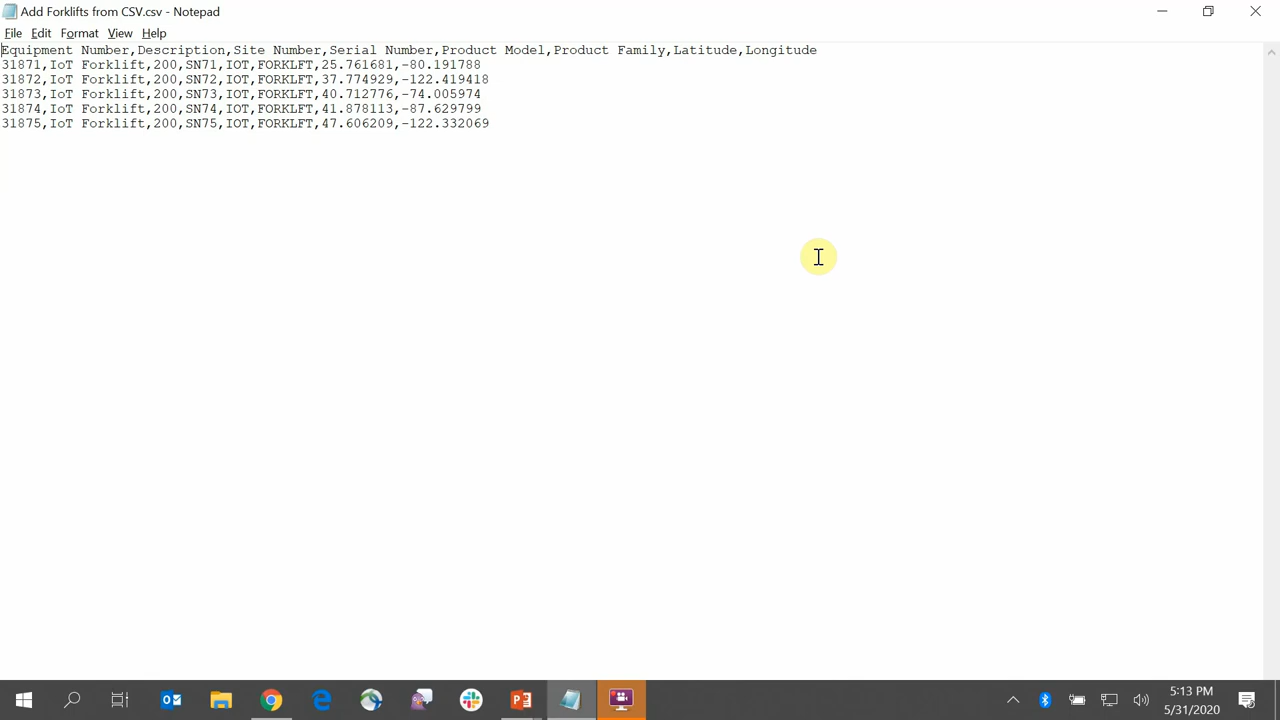 Add Forklifts from CSV.csv - Notepad
File Edit Format View Help
Equipment Number,Description,Site Number,Serial Number,Product Model,Product Family,Latitude,Longitude
31871,IoT Forklift,200,SN71,IOT,FORKLFT,25.761681,-80.191788
31872,IoT Forklift,200,SN72,IOT,FORKLFT,37.774929,-122.419418
31873,IoT Forklift,200,SN73,IOT,FORKLFT,40.712776,-74.005974
31874,IoT Forklift,200,SN74,IOT,FORKLFT,41.878113,-87.629799
31875,IoT Forklift,200,SN75,IOT,FORKLFT,47.606209,-122.332069
5:13 PM
5/31/2020